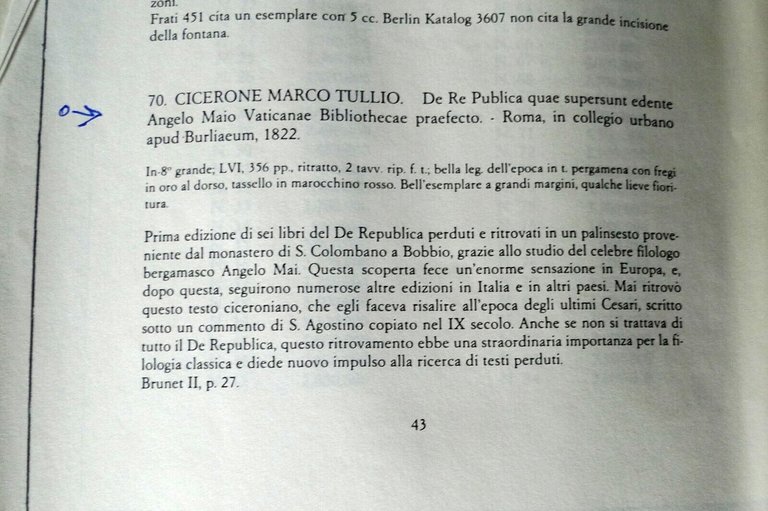 zoni.
Frati 451 cita un esemplare con 5 cc. Berlin Katalog 3607 non cita la grande incisione
della fontana.
70. CICERONE MARCO TULLIO. De Re Publica quae supersunt edente
Angelo Maio Vaticanae Bibliothecae praefecto. - Roma, in collegio urbano
apud Burliaeum, 1822.
In-8° grande; LVI, 356 pp., ritratto, 2 tavv. rip. f. t.; bella leg. dell'epoca in t. pergamena con fregi
in oro al dorso, tassello in marocchino rosso. Bell'esemplare a grandi margini, qualche lieve fiori-
tura.
Prima edizione di sei libri del De Republica perduti e ritrovati in un palinsesto prove-
niente dal monastero di S. Colombano a Bobbio, grazie allo studio del celebre filologo
bergamasco Angelo Mai. Questa scoperta fece un'enorme sensazione in Europa, e,
dopo questa, seguirono numerose altre edizioni in Italia e in altri paesi. Mai ritrovò
questo testo ciceroniano, che egli faceva risalire all'epoca degli ultimi Cesari, scritto
sotto un commento di S. Agostino copiato nel IX secolo. Anche se non si trattava di
tutto il De Republica, questo ritrovamento ebbe una straordinaria importanza per la fi-
lologia classica e diede nuovo impulso alla ricerca di testi perduti.
Brunet II, p. 27.
43